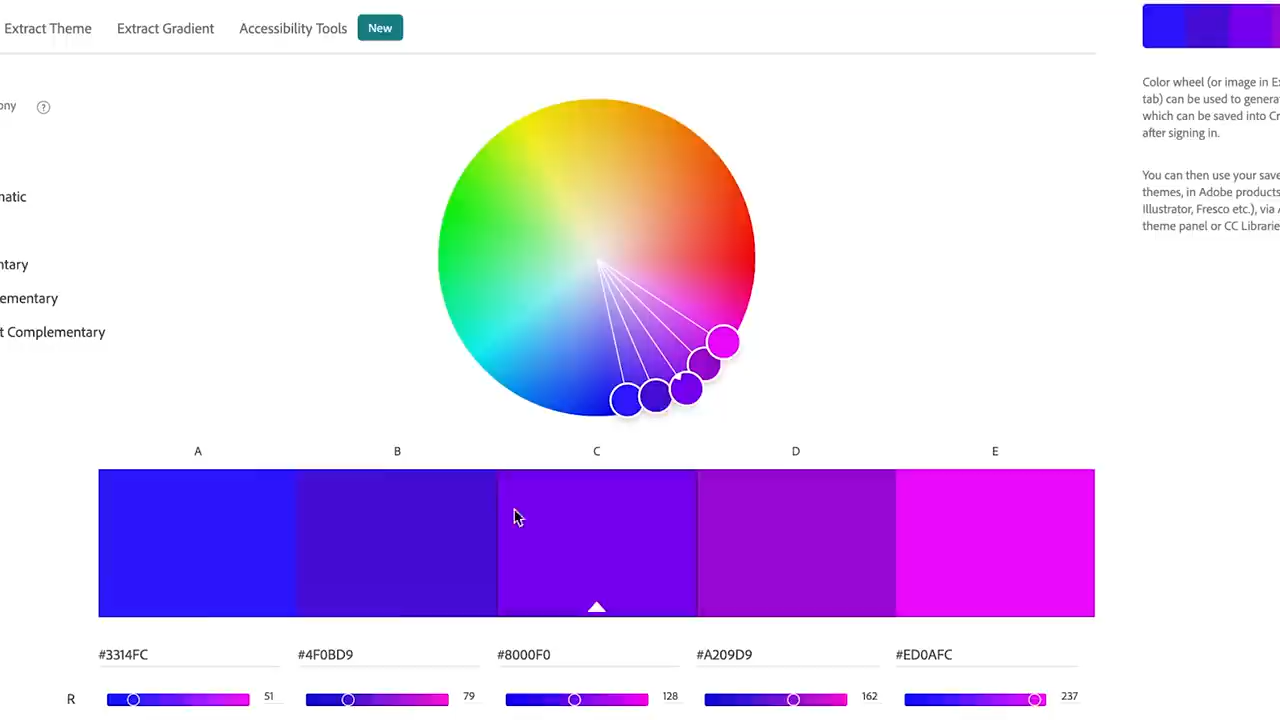 Extract Theme Extract Gradient Accessibility Tools New
ony ?
Color wheel (or image in Ex
tab) can be used to genera
which can be saved into Cr
after signing in.
You can then use your save
themes, in Adobe products
Illustrator, Fresco etc.), via A
theme panel or CC Librarie
natic
ntary
ementary
t Complementary
A B C D E
#3314FC #4F0BD9 #8000F0 #A209D9 #ED0AFC
R 51 79 128 162 237